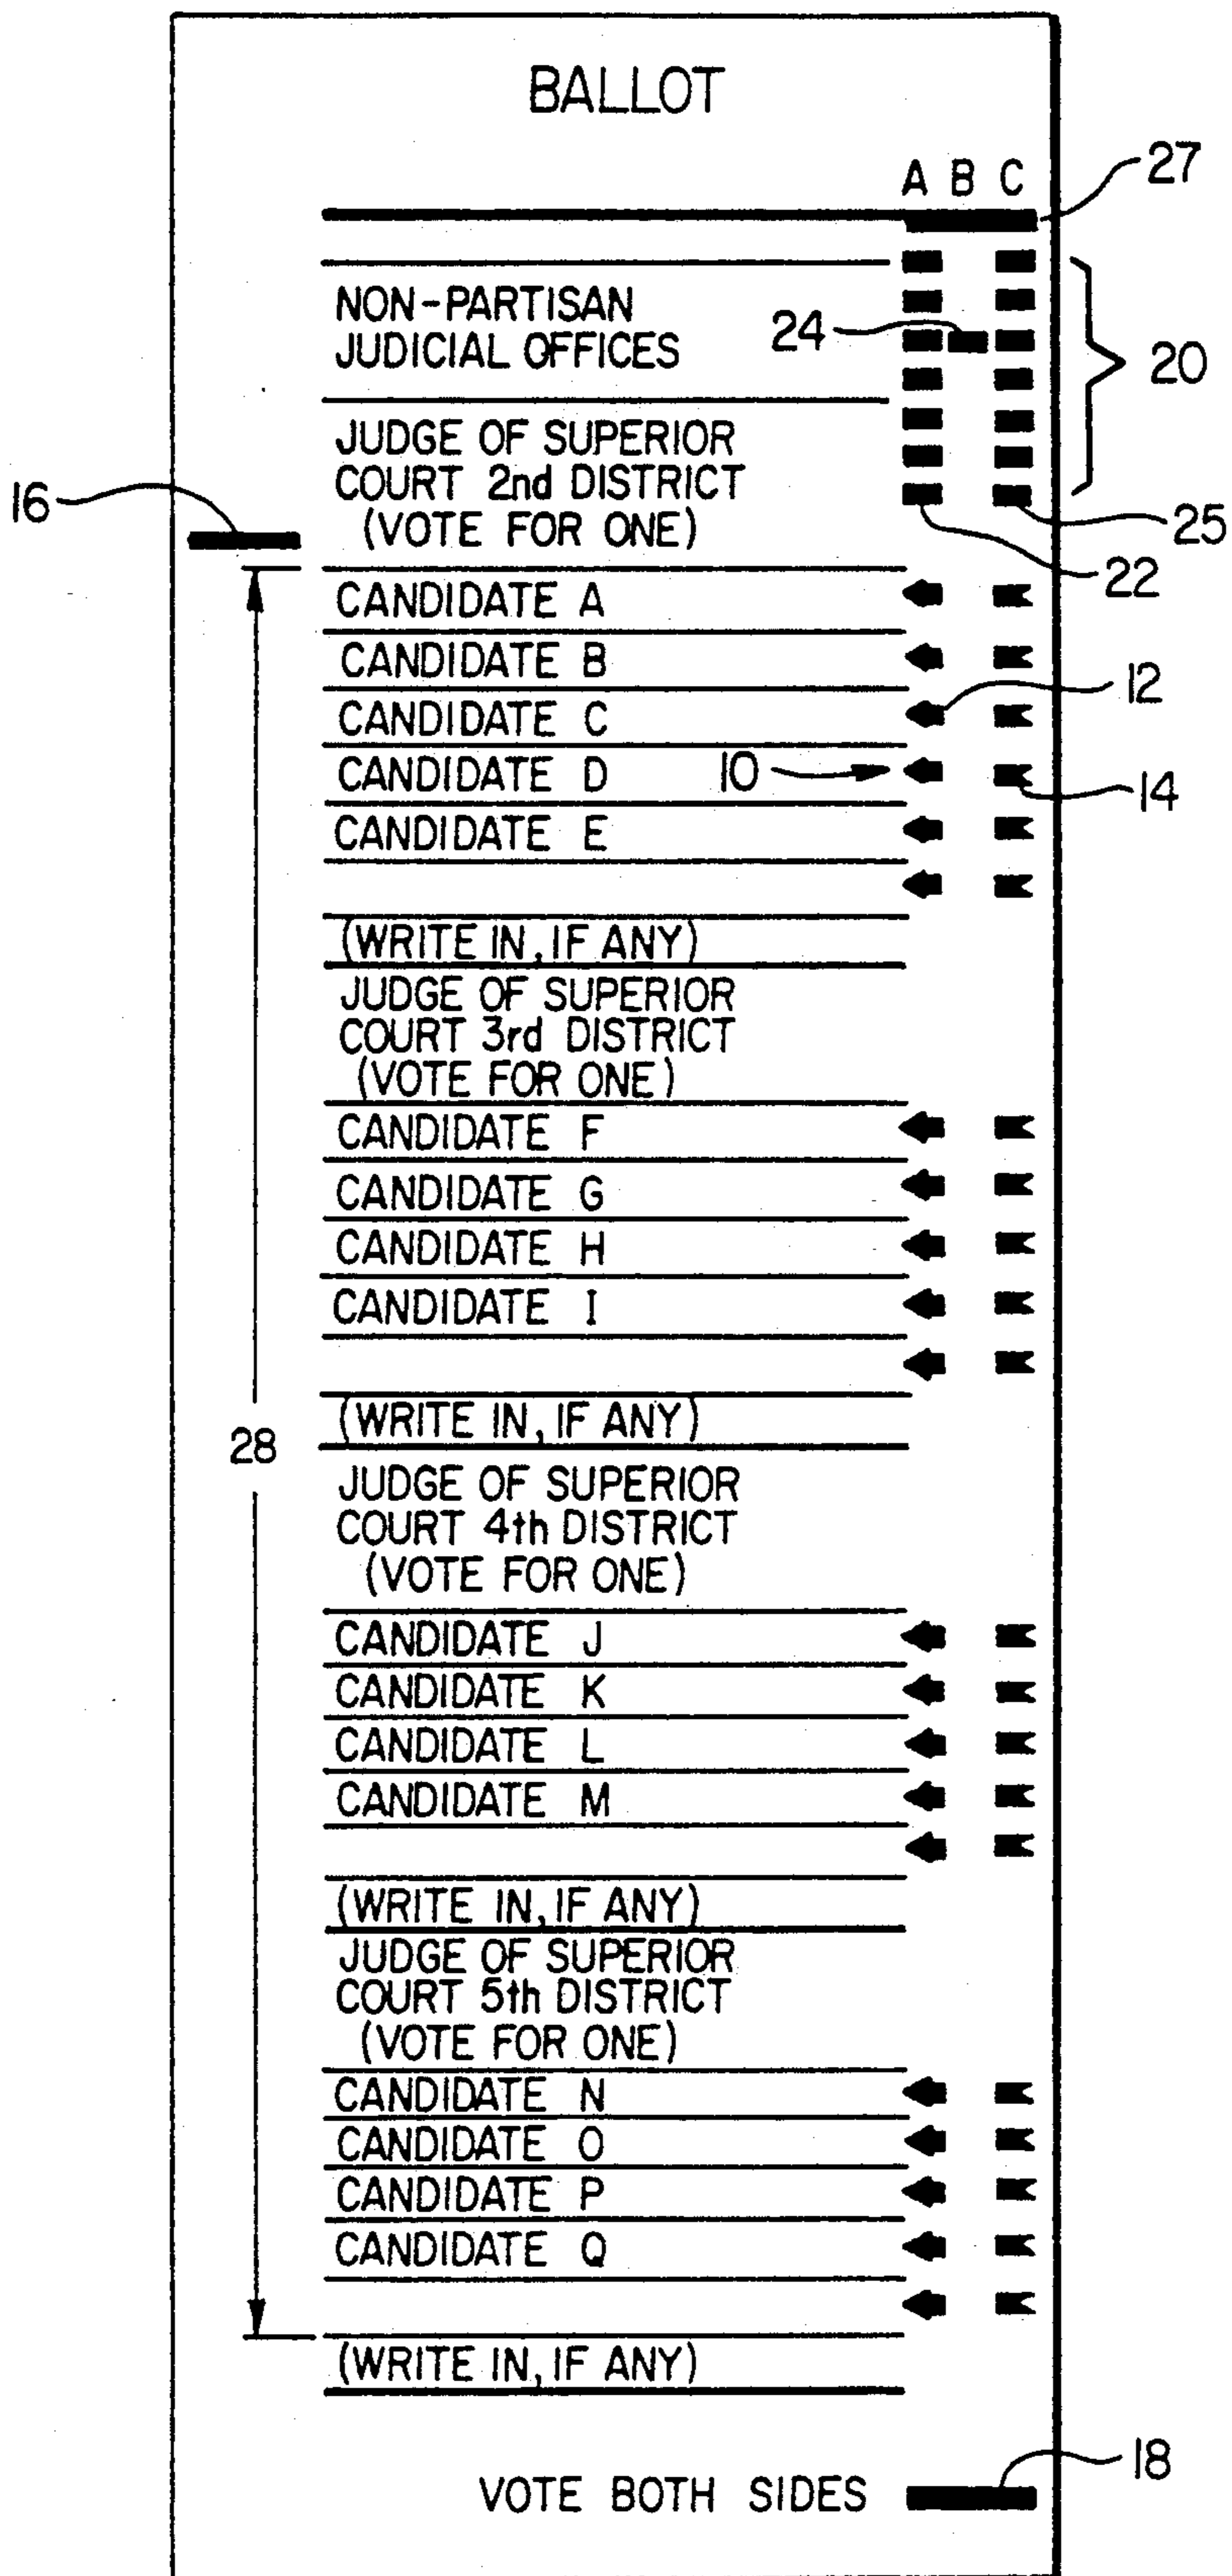 BALLOT
A B C
27
NON-PARTISAN
JUDICIAL OFFICES
24
20
JUDGE OF SUPERIOR
COURT 2nd DISTRICT
(VOTE FOR ONE)
16
25
22
CANDIDATE A
CANDIDATE B
12
CANDIDATE C
CANDIDATE D
10
14
CANDIDATE E
(WRITE IN, IF ANY)
JUDGE OF SUPERIOR
COURT 3rd DISTRICT
(VOTE FOR ONE)
CANDIDATE F
CANDIDATE G
CANDIDATE H
CANDIDATE I
(WRITE IN, IF ANY)
28
JUDGE OF SUPERIOR
COURT 4th DISTRICT
(VOTE FOR ONE)
CANDIDATE J
CANDIDATE K
CANDIDATE L
CANDIDATE M
(WRITE IN, IF ANY)
JUDGE OF SUPERIOR
COURT 5th DISTRICT
(VOTE FOR ONE)
CANDIDATE N
CANDIDATE O
CANDIDATE P
CANDIDATE Q
(WRITE IN, IF ANY)
18
VOTE BOTH SIDES